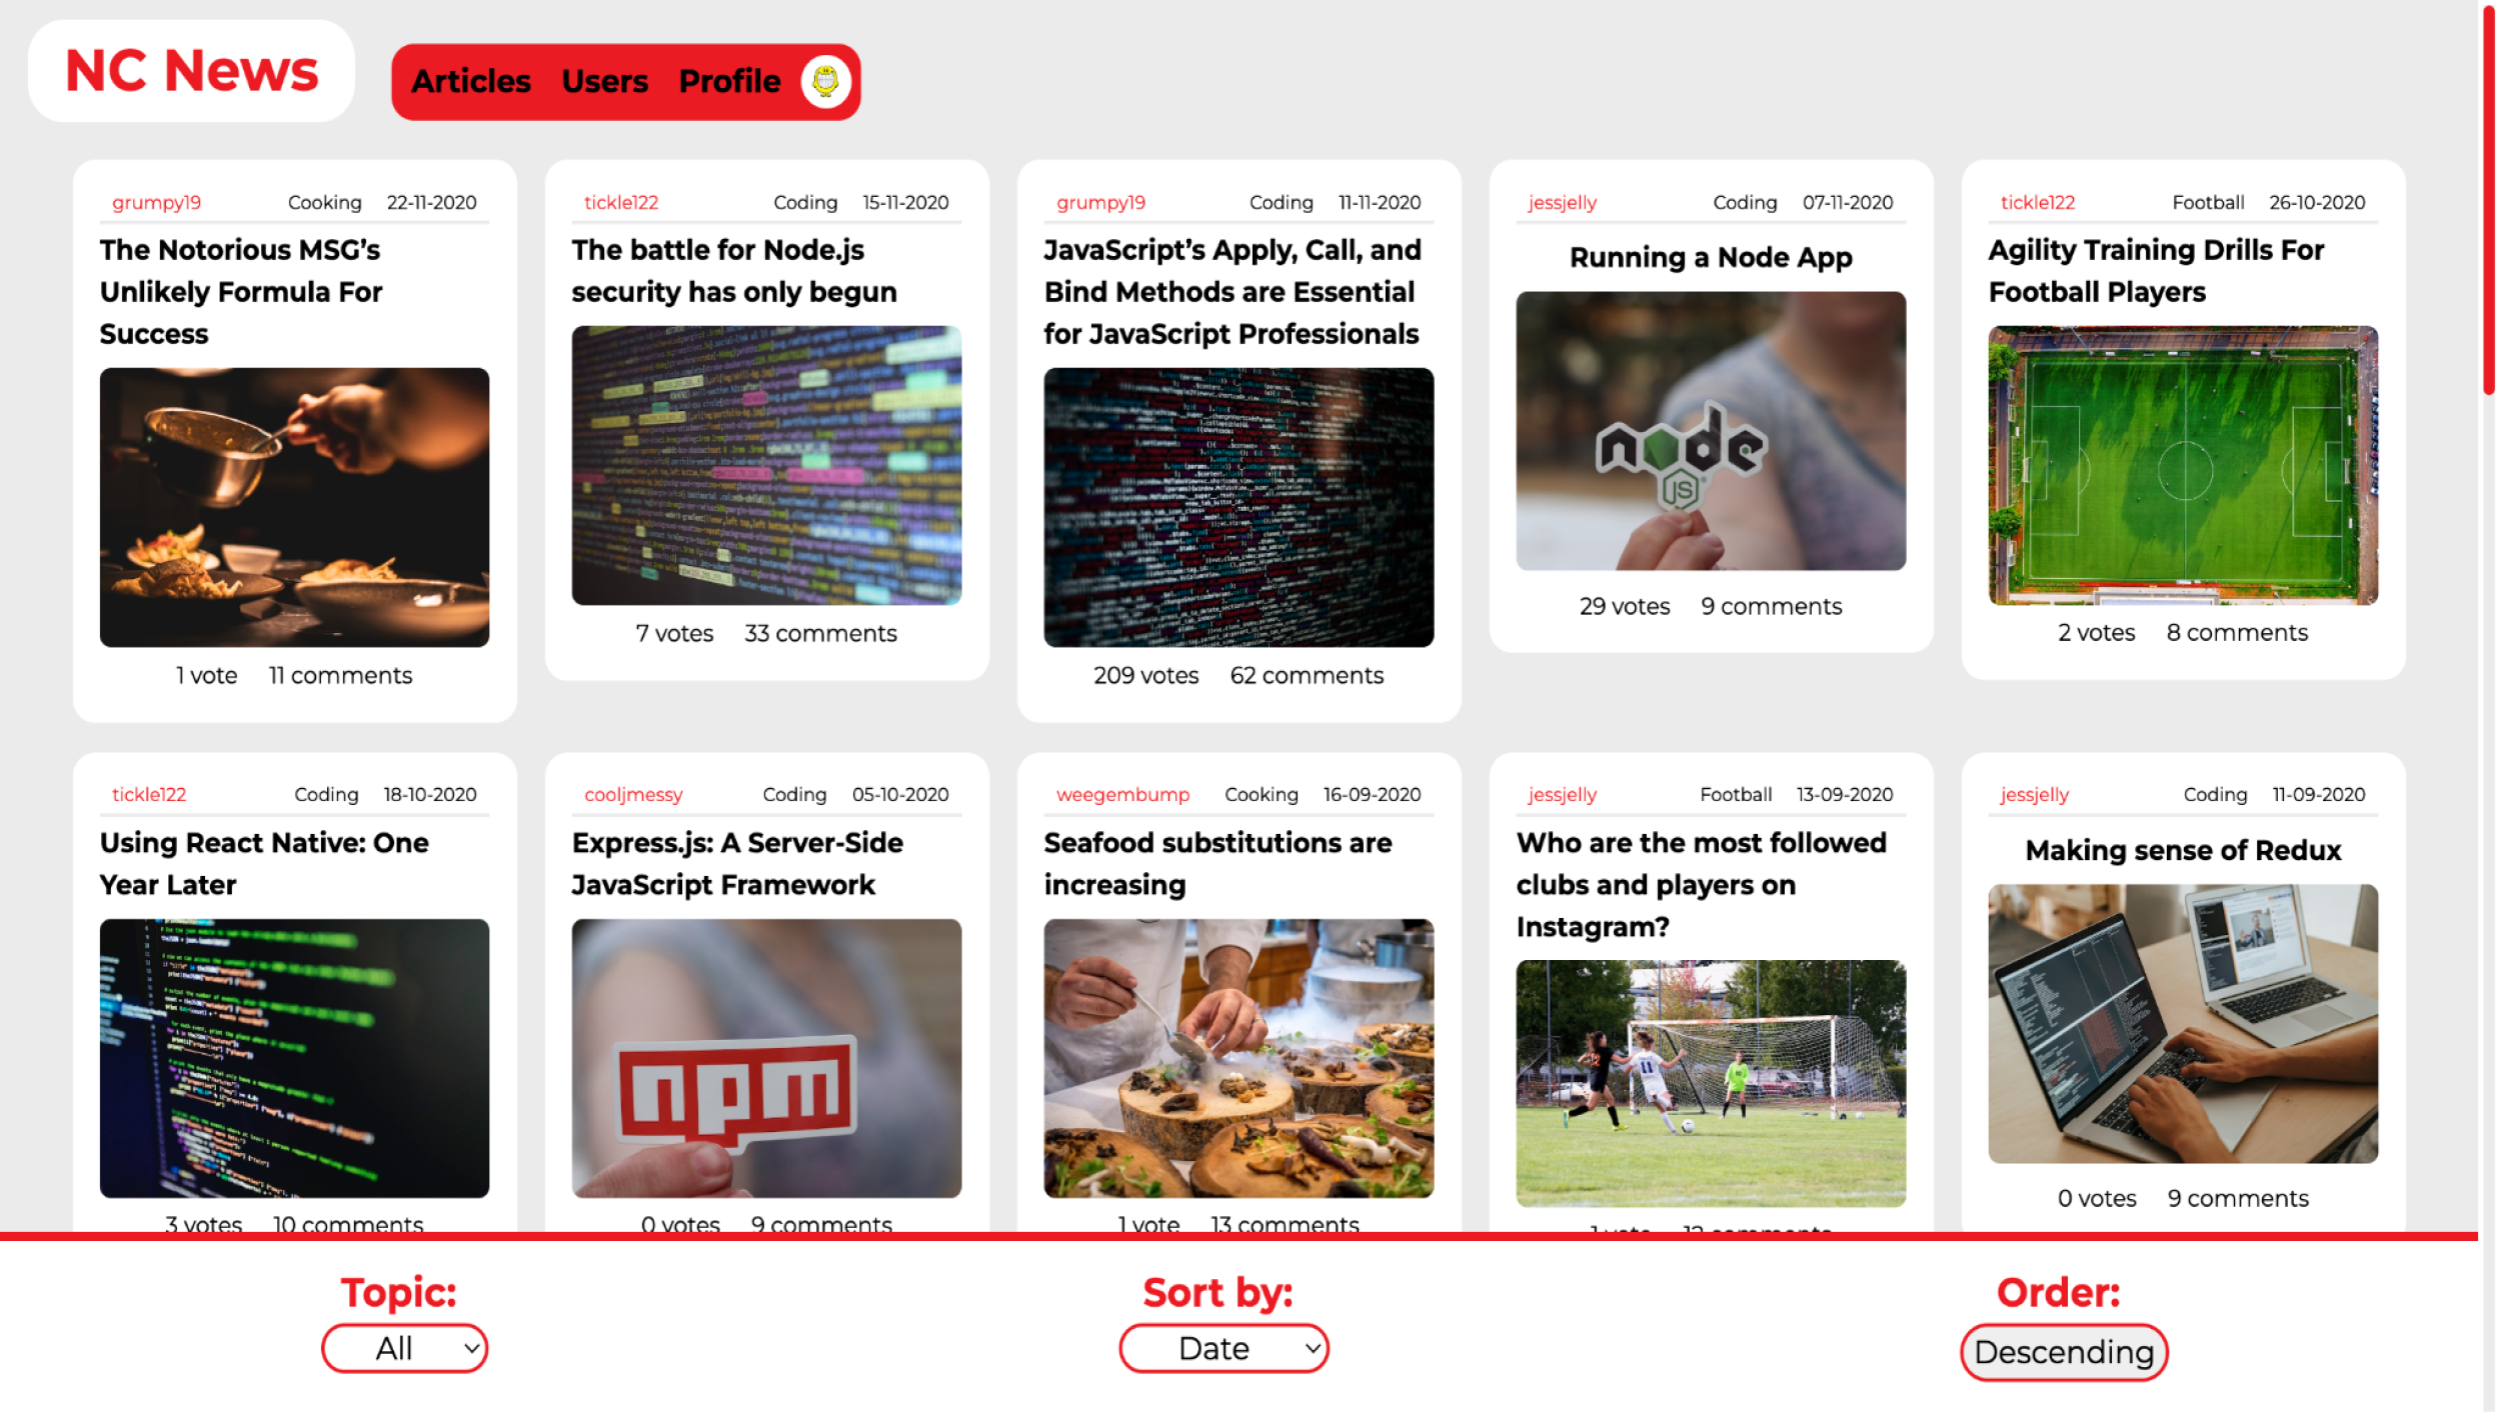 NC News
Articles Users Profile
grumpy19 Cooking 22-11-2020
The Notorious MSG’s
Unlikely Formula For
Success
1 vote 11 comments
tickle122 Coding 15-11-2020
The battle for Node.js
security has only begun
7 votes 33 comments
grumpy19 Coding 11-11-2020
JavaScript’s Apply, Call, and
Bind Methods are Essential
for JavaScript Professionals
209 votes 62 comments
jessjelly Coding 07-11-2020
Running a Node App
node
JS
29 votes 9 comments
tickle122 Football 26-10-2020
Agility Training Drills For
Football Players
2 votes 8 comments
tickle122 Coding 18-10-2020
Using React Native: One
Year Later
3 votes 10 comments
cooljmessy Coding 05-10-2020
Express.js: A Server-Side
JavaScript Framework
npm
0 votes 9 comments
weegembump Cooking 16-09-2020
Seafood substitutions are
increasing
1 vote 13 comments
jessjelly Football 13-09-2020
Who are the most followed
clubs and players on
Instagram?
11
1 vote 12 comments
jessjelly Coding 11-09-2020
Making sense of Redux
0 votes 9 comments
Topic:
All
Sort by:
Date
Order:
Descending